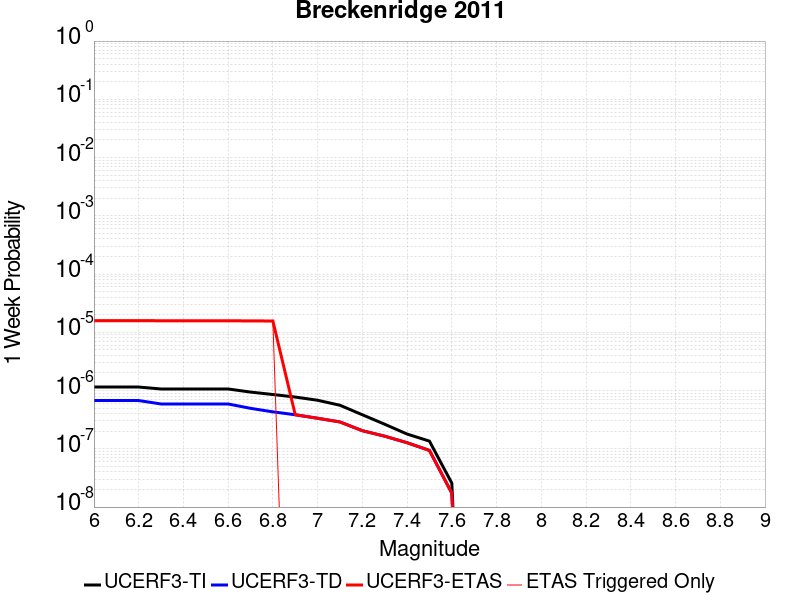 Breckenridge 2011
1 Week Probability
10^0
10^-1
10^-2
10^-3
10^-4
10^-5
10^-6
10^-7
10^-8
6 6.2 6.4 6.6 6.8 7 7.2 7.4 7.6 7.8 8 8.2 8.4 8.6 8.8 9
Magnitude
UCERF3-TI UCERF3-TD UCERF3-ETAS ETAS Triggered Only